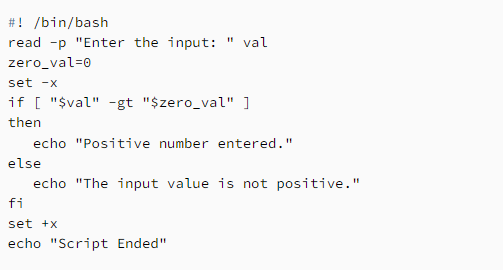 #! /bin/bash
read -p "Enter the input: " val
zero_val=0
set -x
if [ "$val" -gt "$zero_val" ]
then
   echo "Positive number entered."
else
   echo "The input value is not positive."
fi
set +x
echo "Script Ended"